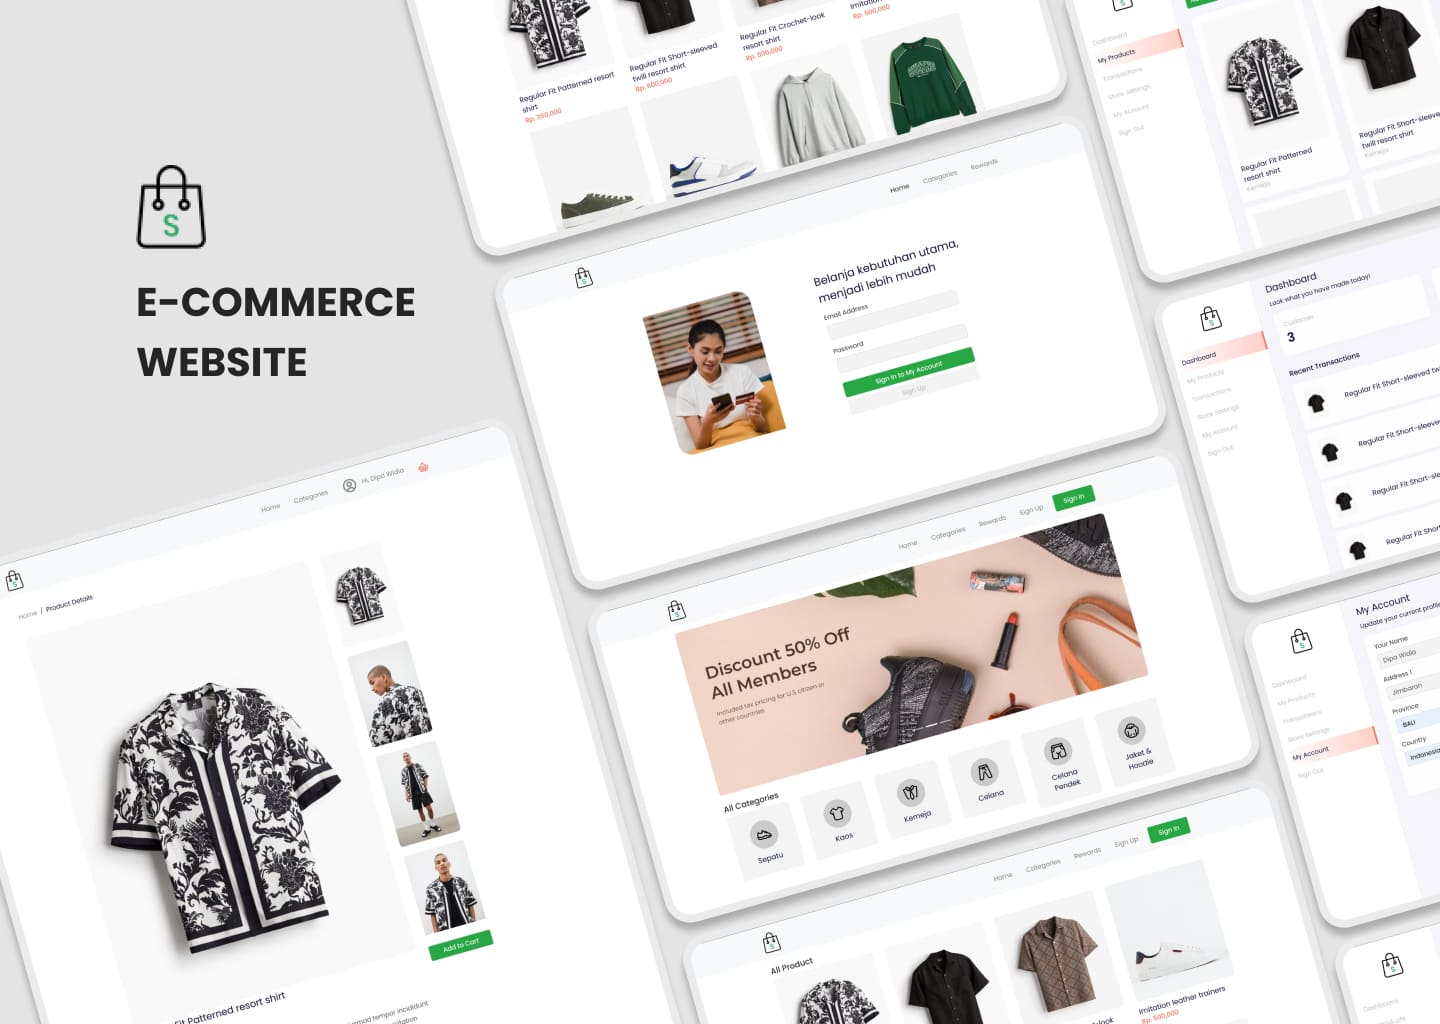 S
E-COMMERCE
WEBSITE
Regular Fit Patterned resort
shirt
Rp. 350,000
Regular Fit Short-sleeved
twill resort shirt
Rp. 600,000
Regular Fit Crochet-look
resort shirt
Rp. 500,000
Imitation
Rp. 500,000
Dashboard
My Products
Transactions
Store Settings
My Account
Sign Out
Regular Fit Patterned
resort shirt
Kemeja
Regular Fit Short-sleeved
twill resort shirt
Kemeja
S
Home
Categories
Rewards
Belanja kebutuhan utama,
menjadi lebih mudah
Email Address
Password
Sign In to My Account
Sign Up
S
Dashboard
My Products
Transactions
Store Settings
My Account
Sign Out
Dashboard
Look what you have made today!
Customer
3
Recent Transactions
Regular Fit Short-sleeved tw
Regular Fit Short-sleeve
Regular Fit Short-sle
Regular Fit Short
S
Home
Categories
Hi, Dipa Widia
Home / Product Details
Add to Cart
Fit Patterned resort shirt
mod tempor incididunt
S
Home
Categories
Rewards
Sign Up
Sign In
Discount 50% Off
All Members
Included tax pricing for U.S citizen or
other countries
All Categories
Sepatu
Kaos
Kemeja
Celana
Celana
Pendek
Jaket &
Hoodie
S
Dashboard
My Products
Transactions
Store Settings
My Account
Sign Out
My Account
Update your current profile
Your Name
Dipa Widia
Address 1
Jimbaran
Province
BALI
Country
Indonesia
S
Home
Categories
Rewards
Sign Up
Sign In
All Product
-look
Imitation leather trainers
Rp. 500,000
S
Dashboard